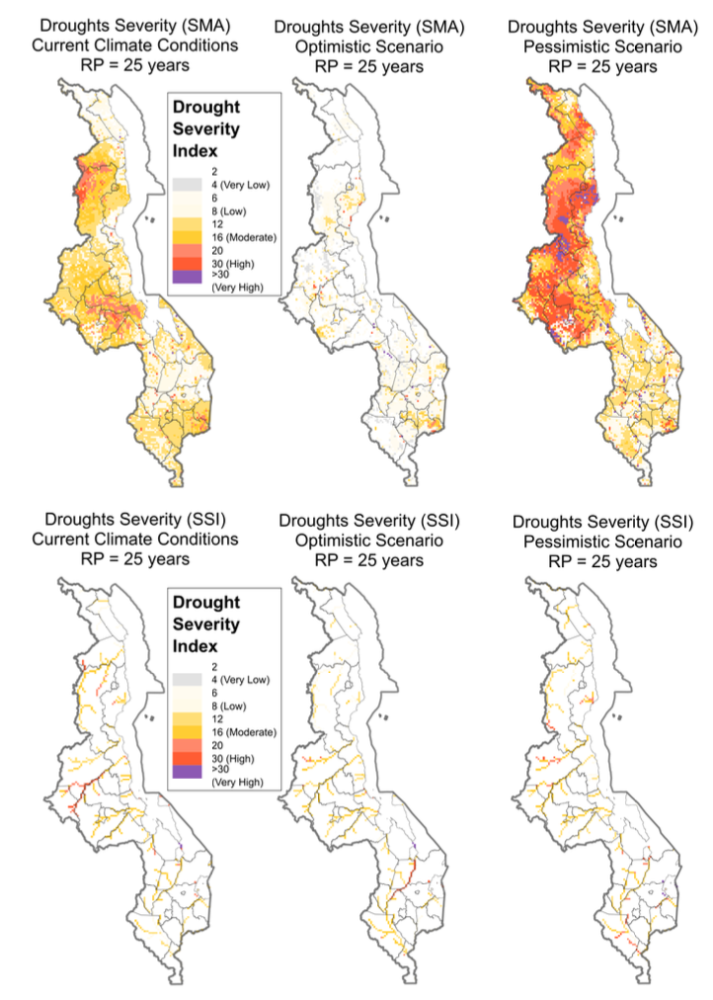 Droughts Severity (SMA)
Current Climate Conditions
RP = 25 years
Droughts Severity (SMA)
Optimistic Scenario
RP = 25 years
Droughts Severity (SMA)
Pessimistic Scenario
RP = 25 years
Drought
Severity
Index
2
4 (Very Low)
6
8 (Low)
12
16 (Moderate)
20
30 (High)
>30
(Very High)
Droughts Severity (SSI)
Current Climate Conditions
RP = 25 years
Droughts Severity (SSI)
Optimistic Scenario
RP = 25 years
Droughts Severity (SSI)
Pessimistic Scenario
RP = 25 years
Drought
Severity
Index
2
4 (Very Low)
6
8 (Low)
12
16 (Moderate)
20
30 (High)
>30
(Very High)